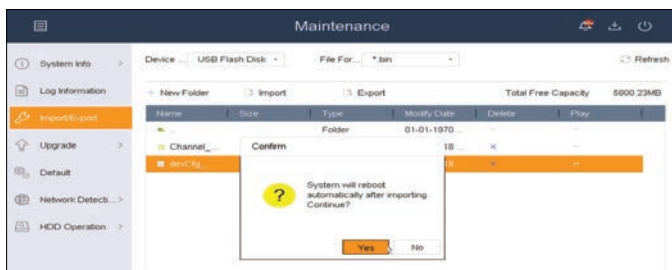 Maintenance
System Info >
Log Information
Import/Export
Upgrade >
Default
Network Detecti... >
HDD Operation >
Device ... USB Flash Disk
File For... *.bin
Refresh
+ New Folder
Import
Export
Total Free Capacity 5800.23MB
Name Size Type Modify Date Delete Play
.. Folder 01-01-1970 ... – –
Channel_... 18 ... × –
devCfg_... 18 ... × –
Confirm
?
System will reboot
automatically after importing.
Continue?
Yes No